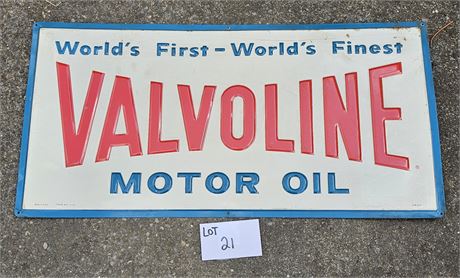 World's First - World's Finest
VALVOLINE
MOTOR OIL
LOT
21